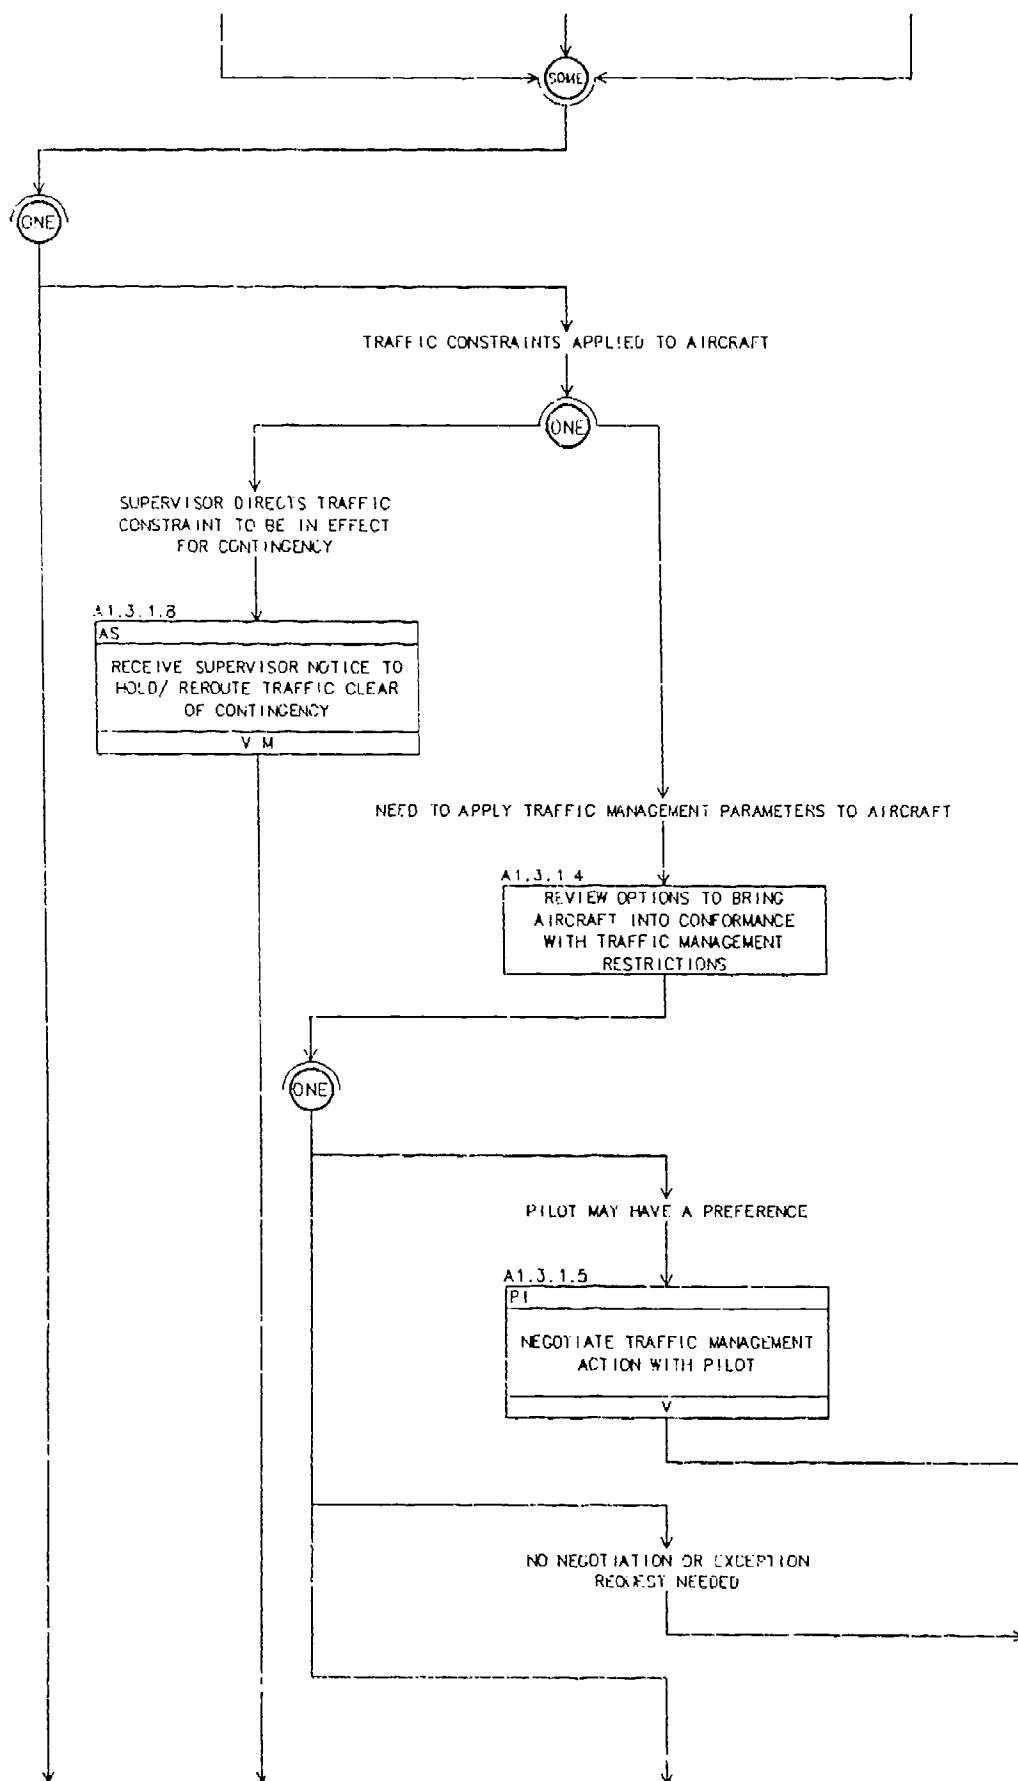 SOME
ONE
TRAFFIC CONSTRAINTS APPLIED TO AIRCRAFT
ONE
SUPERVISOR DIRECTS TRAFFIC
CONSTRAINT TO BE IN EFFECT
FOR CONTINGENCY
A1.3.1.8
AS
RECEIVE SUPERVISOR NOTICE TO
HOLD/ REROUTE TRAFFIC CLEAR
OF CONTINGENCY
V M
NEED TO APPLY TRAFFIC MANAGEMENT PARAMETERS TO AIRCRAFT
A1.3.1.4
REVIEW OPTIONS TO BRING
AIRCRAFT INTO CONFORMANCE
WITH TRAFFIC MANAGEMENT
RESTRICTIONS
ONE
PILOT MAY HAVE A PREFERENCE
A1.3.1.5
PI
NEGOTIATE TRAFFIC MANAGEMENT
ACTION WITH PILOT
V
NO NEGOTIATION OR EXCEPTION
REQUEST NEEDED